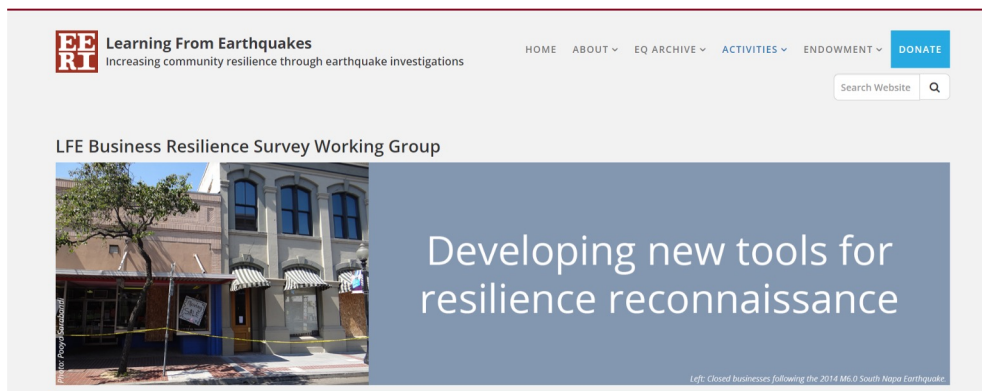 EE
RI
Learning From Earthquakes
Increasing community resilience through earthquake investigations
HOME ABOUT EQ ARCHIVE ACTIVITIES ENDOWMENT DONATE
Search Website
LFE Business Resilience Survey Working Group
Developing new tools for
resilience reconnaissance
Photo: Pooya Sarabandi
Left: Closed businesses following the 2014 M6.0 South Napa Earthquake.